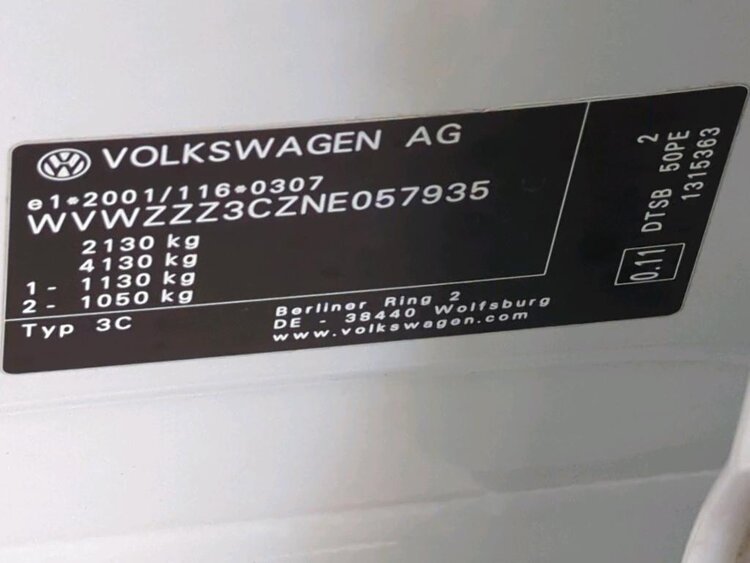 VOLKSWAGEN AG
e1*2001/116*0307
WVWZZZ3CZNE057935
2130 kg
4130 kg
1 - 1130 kg
2 - 1050 kg
Typ 3C
Berliner Ring 2
DE - 38440 Wolfsburg
www.volkswagen.com
0.11
2
DTSB 50PE
1315363